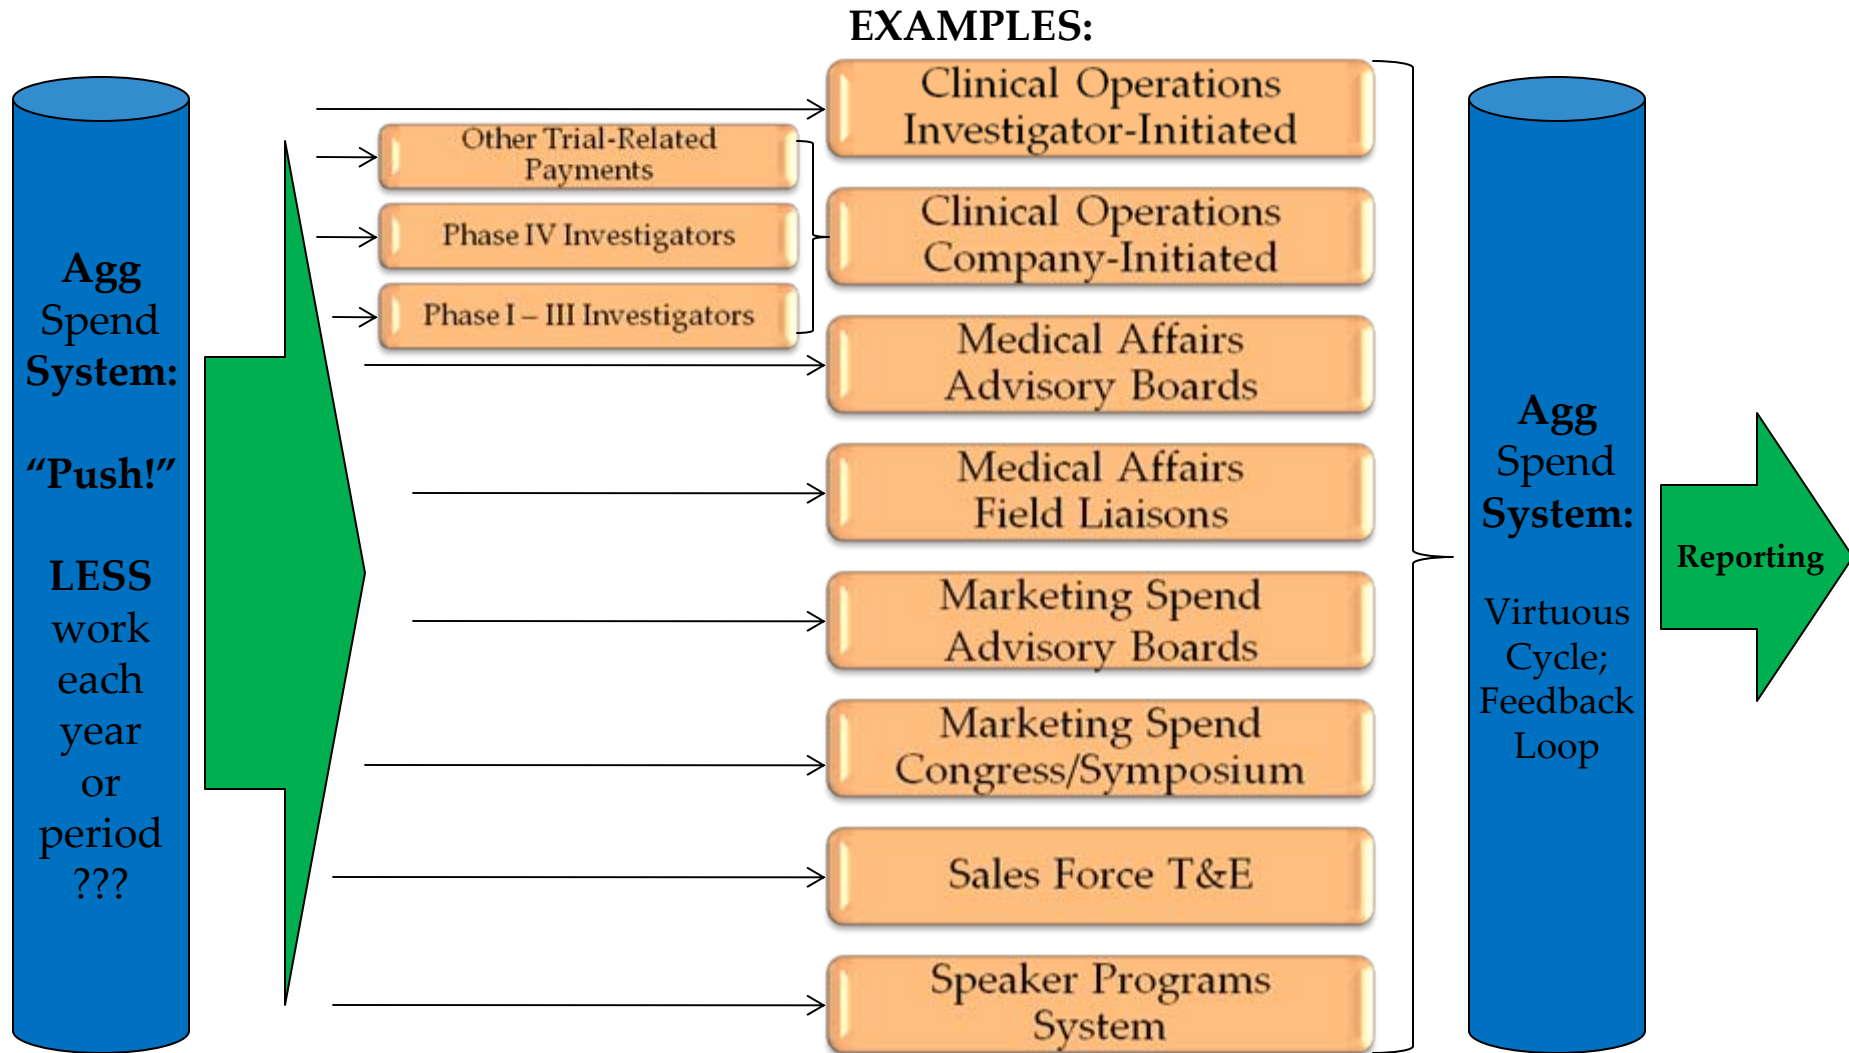 EXAMPLES:
Agg
Spend
System:
“Push!”
LESS
work
each
year
or
period
???
Other Trial-Related
Payments
Phase IV Investigators
Phase I – III Investigators
Clinical Operations
Investigator-Initiated
Clinical Operations
Company-Initiated
Medical Affairs
Advisory Boards
Medical Affairs
Field Liaisons
Marketing Spend
Advisory Boards
Marketing Spend
Congress/Symposium
Sales Force T&E
Speaker Programs
System
Agg
Spend
System:
Virtuous
Cycle;
Feedback
Loop
Reporting